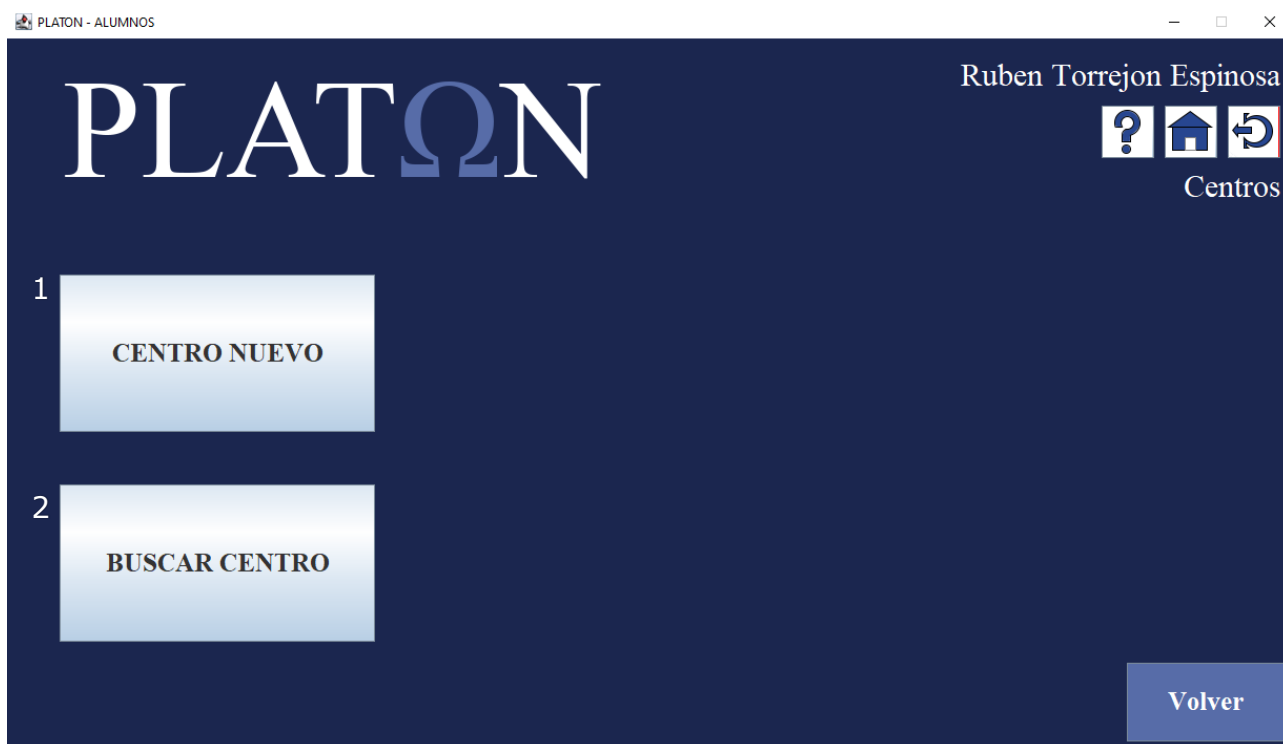 PLATON - ALUMNOS
PLATΩN
Ruben Torrejon Espinosa
?
Centros
1
CENTRO NUEVO
2
BUSCAR CENTRO
Volver